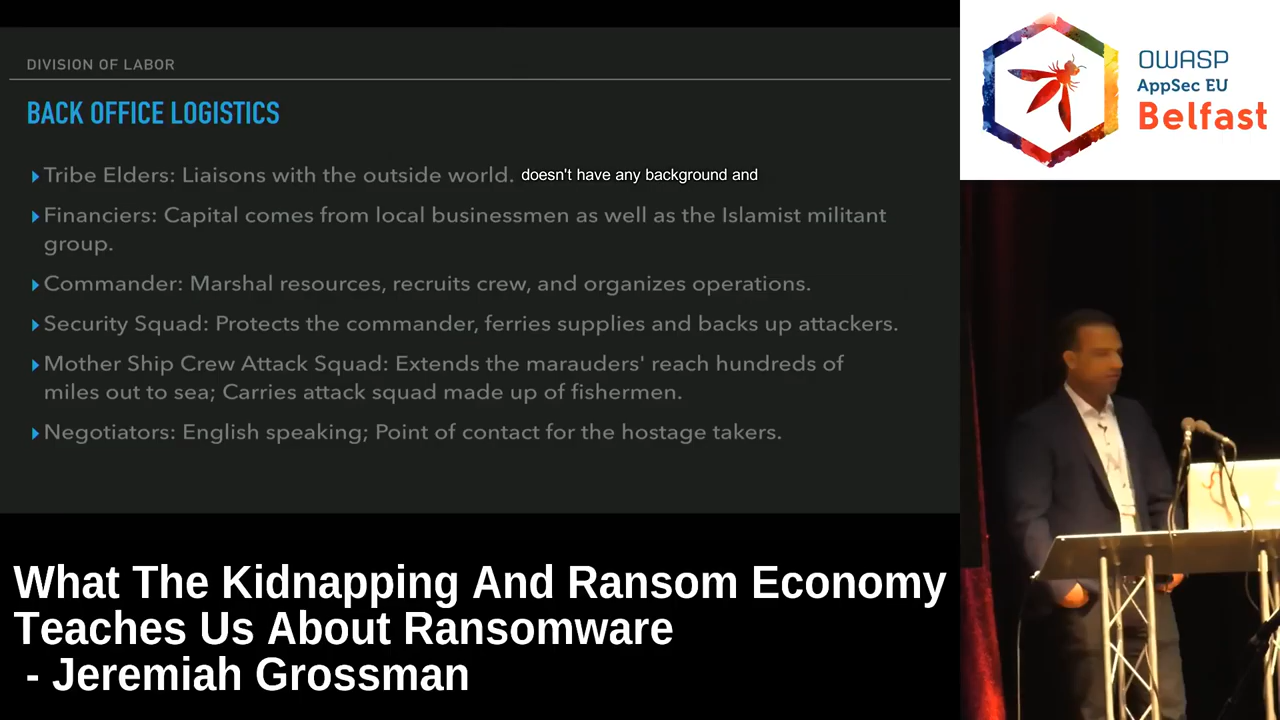 DIVISION OF LABOR
BACK OFFICE LOGISTICS
Tribe Elders: Liaisons with the outside world.
doesn't have any background and
Financiers: Capital comes from local businessmen as well as the Islamist militant
group.
Commander: Marshal resources, recruits crew, and organizes operations.
Security Squad: Protects the commander, ferries supplies and backs up attackers.
Mother Ship Crew Attack Squad: Extends the marauders' reach hundreds of
miles out to sea; Carries attack squad made up of fishermen.
Negotiators: English speaking; Point of contact for the hostage takers.
What The Kidnapping And Ransom Economy
Teaches Us About Ransomware
- Jeremiah Grossman
OWASP
AppSec EU
Belfast